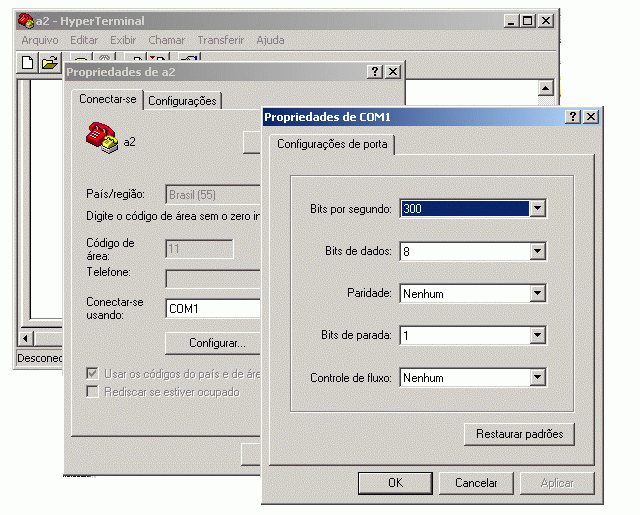 a2 - HyperTerminal
Arquivo Editar Exibir Chamar Transferir Ajuda
Propriedades de a2
Conectar-se Configurações
a2
País/região: Brasil (55)
Digite o código de área sem o zero
Código de área: 11
Telefone:
Conectar-se usando: COM1
Configurar...
Usar os códigos do país e de
Rediscar se estiver ocupado
Propriedades de COM1
Configurações de porta
Bits por segundo: 300
Bits de dados: 8
Paridade: Nenhum
Bits de parada: 1
Controle de fluxo: Nenhum
Restaurar padrões
OK Cancelar Aplicar